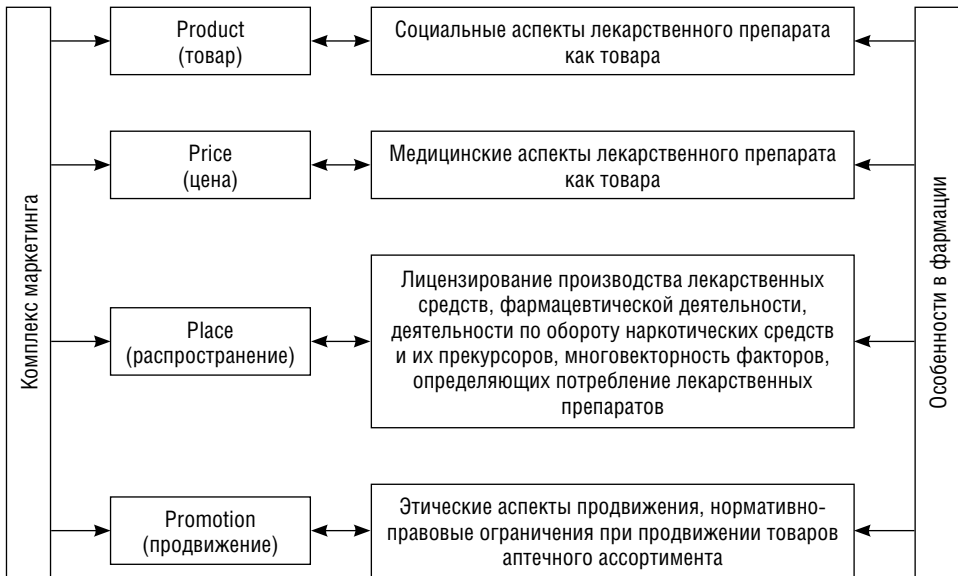 Комплекс маркетинга
Product
(товар)
Социальные аспекты лекарственного препарата
как товара
Price
(цена)
Медицинские аспекты лекарственного препарата
как товара
Place
(распространение)
Лицензирование производства лекарственных
средств, фармацевтической деятельности,
деятельности по обороту наркотических средств
и их прекурсоров, многовекторность факторов,
определяющих потребление лекарственных
препаратов
Promotion
(продвижение)
Этические аспекты продвижения, нормативно-
правовые ограничения при продвижении товаров
аптечного ассортимента
Особенности в фармации